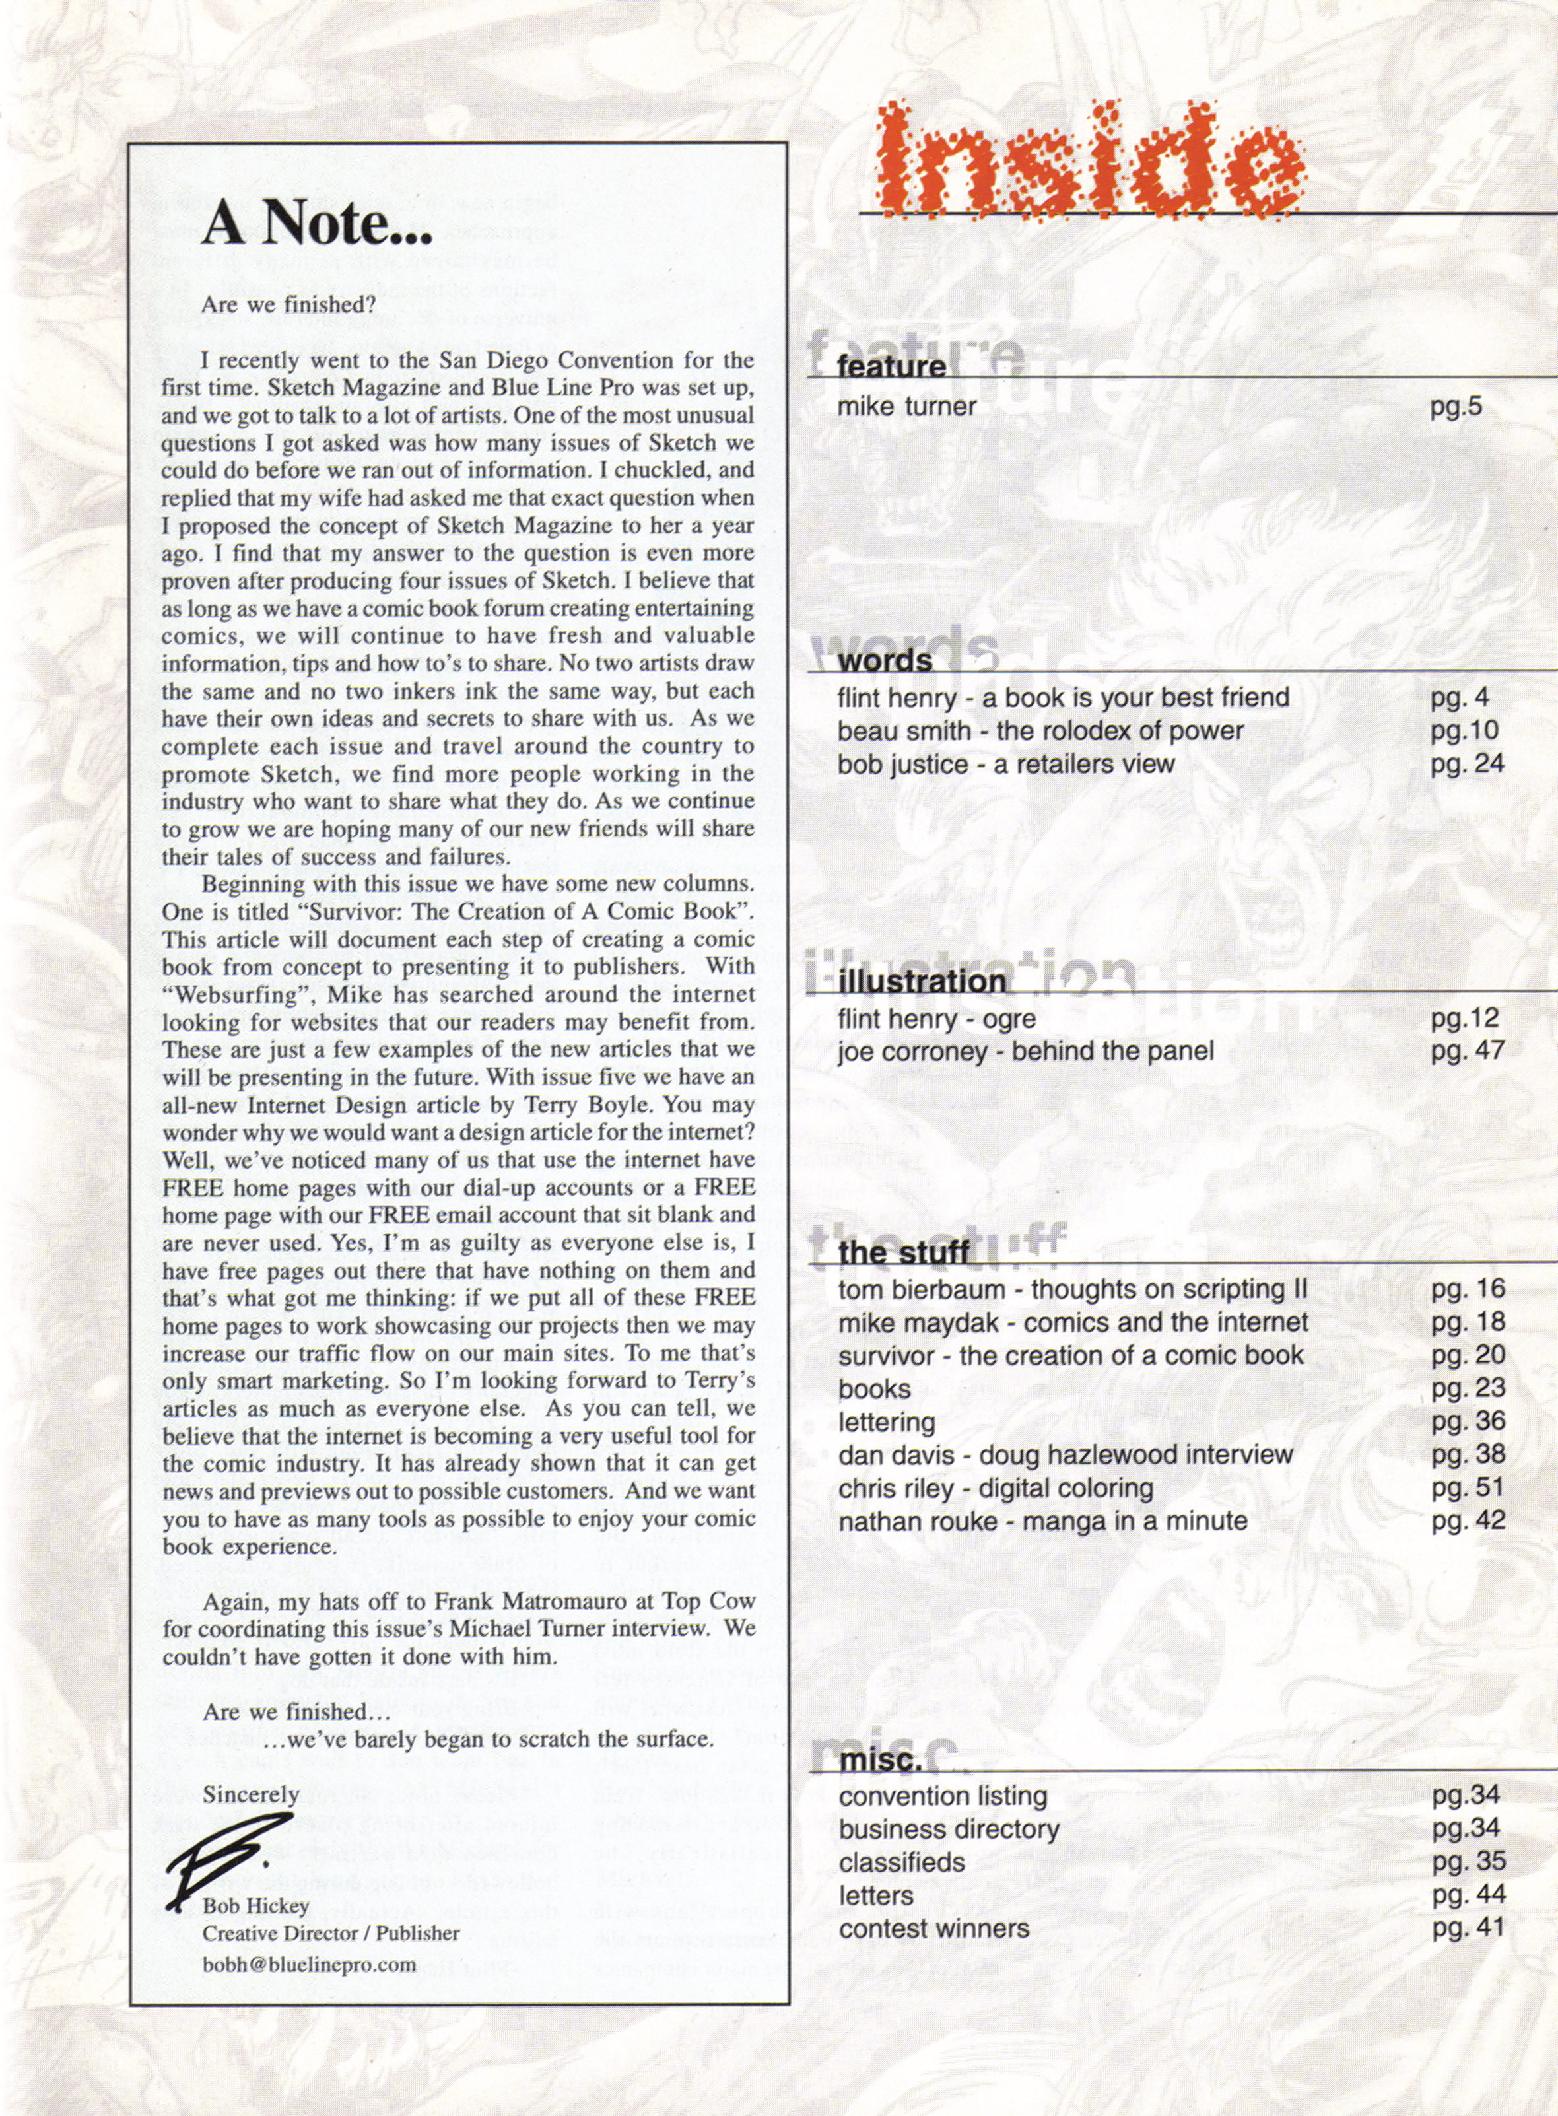 A Note...
Are we finished?
I recently went to the San Diego Convention for the
first time. Sketch Magazine and Blue Line Pro was set up,
and we got to talk to a lot of artists. One of the most unusual
questions I got asked was how many issues of Sketch we
could do before we ran out of information. I chuckled, and
replied that my wife had asked me that exact question when
I proposed the concept of Sketch Magazine to her a year
ago. I find that my answer to the question is even more
proven after producing four issues of Sketch. I believe that
as long as we have a comic book forum creating entertaining
comics, we will continue to have fresh and valuable
information, tips and how to's to share. No two artists draw
the same and no two inkers ink the same way, but each
have their own ideas and secrets to share with us. As we
complete each issue and travel around the country to
promote Sketch, we find more people working in the
industry who want to share what they do. As we continue
to grow we are hoping many of our new friends will share
their tales of success and failures.
Beginning with this issue we have some new columns.
One is titled “Survivor: The Creation of A Comic Book”.
This article will document each step of creating a comic
book from concept to presenting it to publishers. With
“Websurfing”, Mike has searched around the internet
looking for websites that our readers may benefit from.
These are just a few examples of the new articles that we
will be presenting in the future. With issue five we have an
all-new Internet Design article by Terry Boyle. You may
wonder why we would want a design article for the internet?
Well, we've noticed many of us that use the internet have
FREE home pages with our dial-up accounts or a FREE
home page with our FREE email account that sit blank and
are never used. Yes, I'm as guilty as everyone else is, I
have free pages out there that have nothing on them and
that's what got me thinking: if we put all of these FREE
home pages to work showcasing our projects then we may
increase our traffic flow on our main sites. To me that's
only smart marketing. So I'm looking forward to Terry's
articles as much as everyone else. As you can tell, we
believe that the internet is becoming a very useful tool for
the comic industry. It has already shown that it can get
news and previews out to possible customers. And we want
you to have as many tools as possible to enjoy your comic
book experience.
Again, my hats off to Frank Matromauro at Top Cow
for coordinating this issue's Michael Turner interview. We
couldn't have gotten it done with him.
Are we finished...
...we've barely began to scratch the surface.
Sincerely
B.
Bob Hickey
Creative Director / Publisher
bobh@bluelinepro.com
Inside
feature
feature
mike turner pg.5
words
words
flint henry - a book is your best friend pg. 4
beau smith - the rolodex of power pg.10
bob justice - a retailers view pg. 24
illustration
illustration
flint henry - ogre pg.12
joe corroney - behind the panel pg. 47
the stuff
the stuff
tom bierbaum - thoughts on scripting II pg. 16
mike maydak - comics and the internet pg. 18
survivor - the creation of a comic book pg. 20
books pg. 23
lettering pg. 36
dan davis - doug hazlewood interview pg. 38
chris riley - digital coloring pg. 51
nathan rouke - manga in a minute pg. 42
misc.
misc.
convention listing pg.34
business directory pg.34
classifieds pg. 35
letters pg. 44
contest winners pg. 41